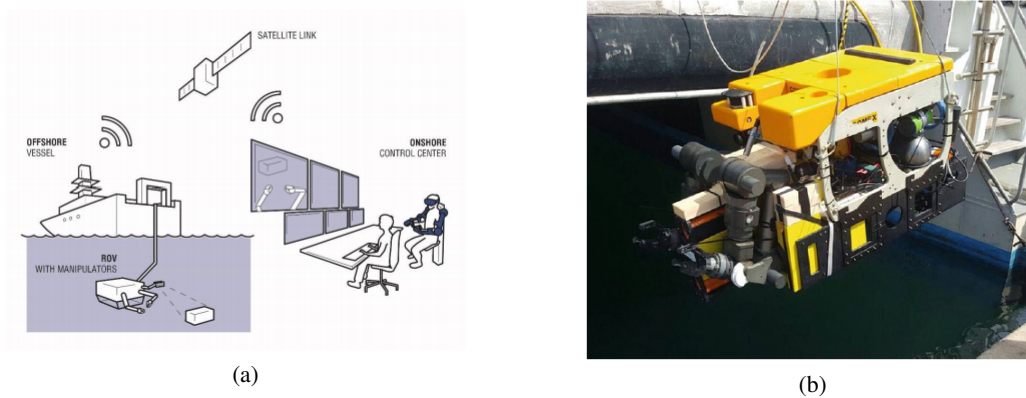 SATELLITE LINK
OFFSHORE
VESSEL
ONSHORE
CONTROL CENTER
ROV
WITH MANIPULATORS
(a)
(b)